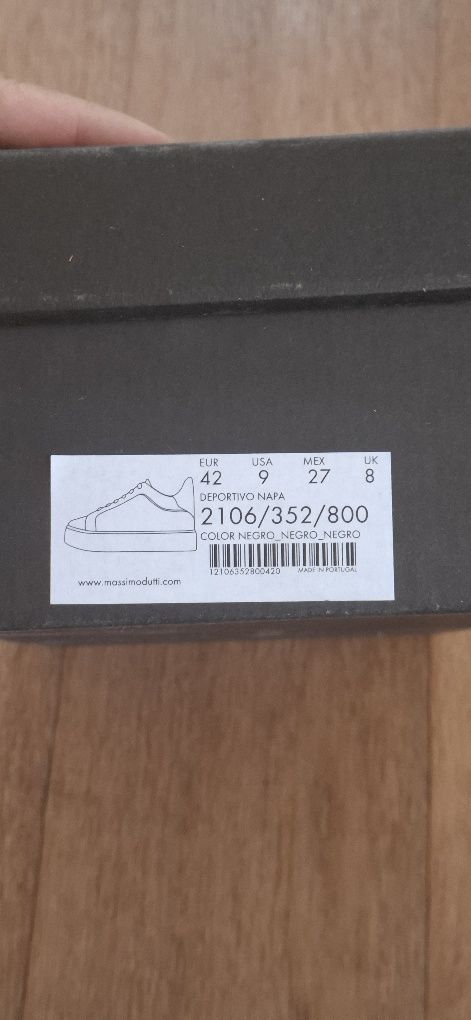 EUR USA MEX UK
42 9 27 8
DEPORTIVO NAPA
2106/352/800
COLOR NEGRO_NEGRO_NEGRO
12106352800420 MADE IN PORTUGAL
www.massimodutti.com